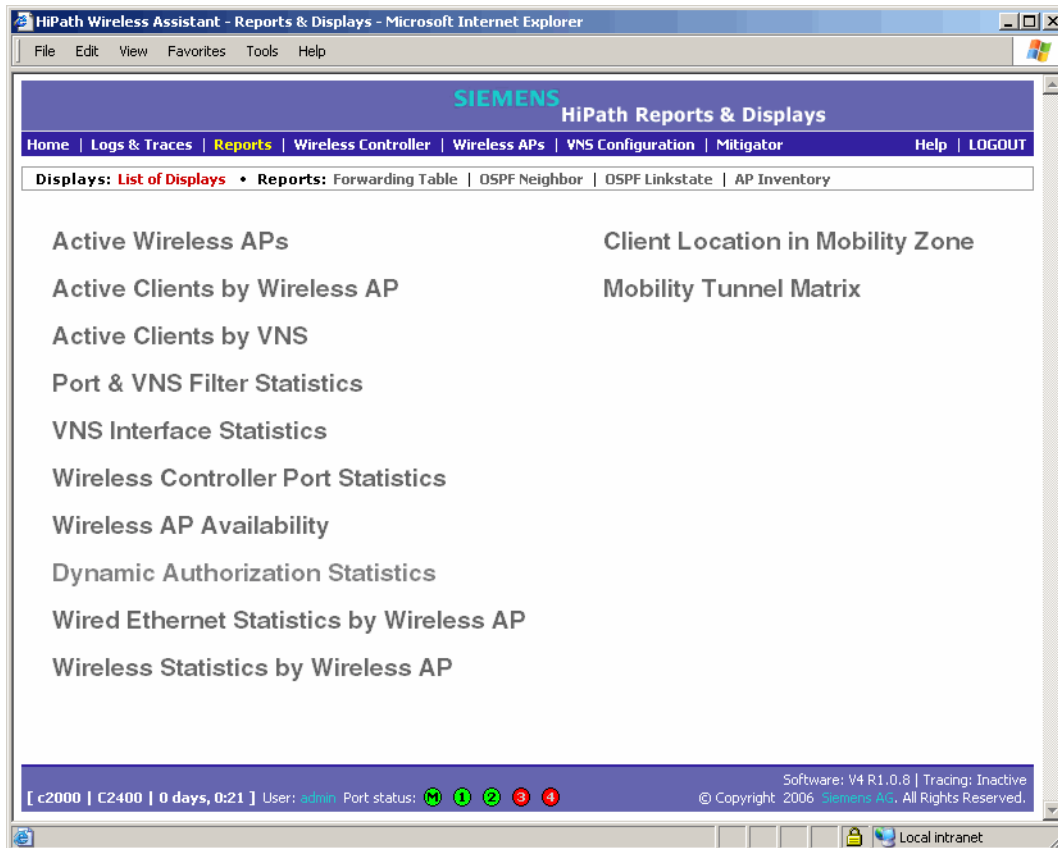 HiPath Wireless Assistant - Reports & Displays - Microsoft Internet Explorer
File Edit View Favorites Tools Help
SIEMENS
HiPath Reports & Displays
Home | Logs & Traces | Reports | Wireless Controller | Wireless APs | VNS Configuration | Mitigator Help | LOGOUT
Displays: List of Displays • Reports: Forwarding Table | OSPF Neighbor | OSPF Linkstate | AP Inventory
Active Wireless APs
Active Clients by Wireless AP
Active Clients by VNS
Port & VNS Filter Statistics
VNS Interface Statistics
Wireless Controller Port Statistics
Wireless AP Availability
Dynamic Authorization Statistics
Wired Ethernet Statistics by Wireless AP
Wireless Statistics by Wireless AP
Client Location in Mobility Zone
Mobility Tunnel Matrix
Software: V4 R1.0.8 | Tracing: Inactive
[ c2000 | C2400 | 0 days, 0:21 ] User: admin Port status: M 1 2 3 4
© Copyright 2006 Siemens AG. All Rights Reserved.
Local intranet